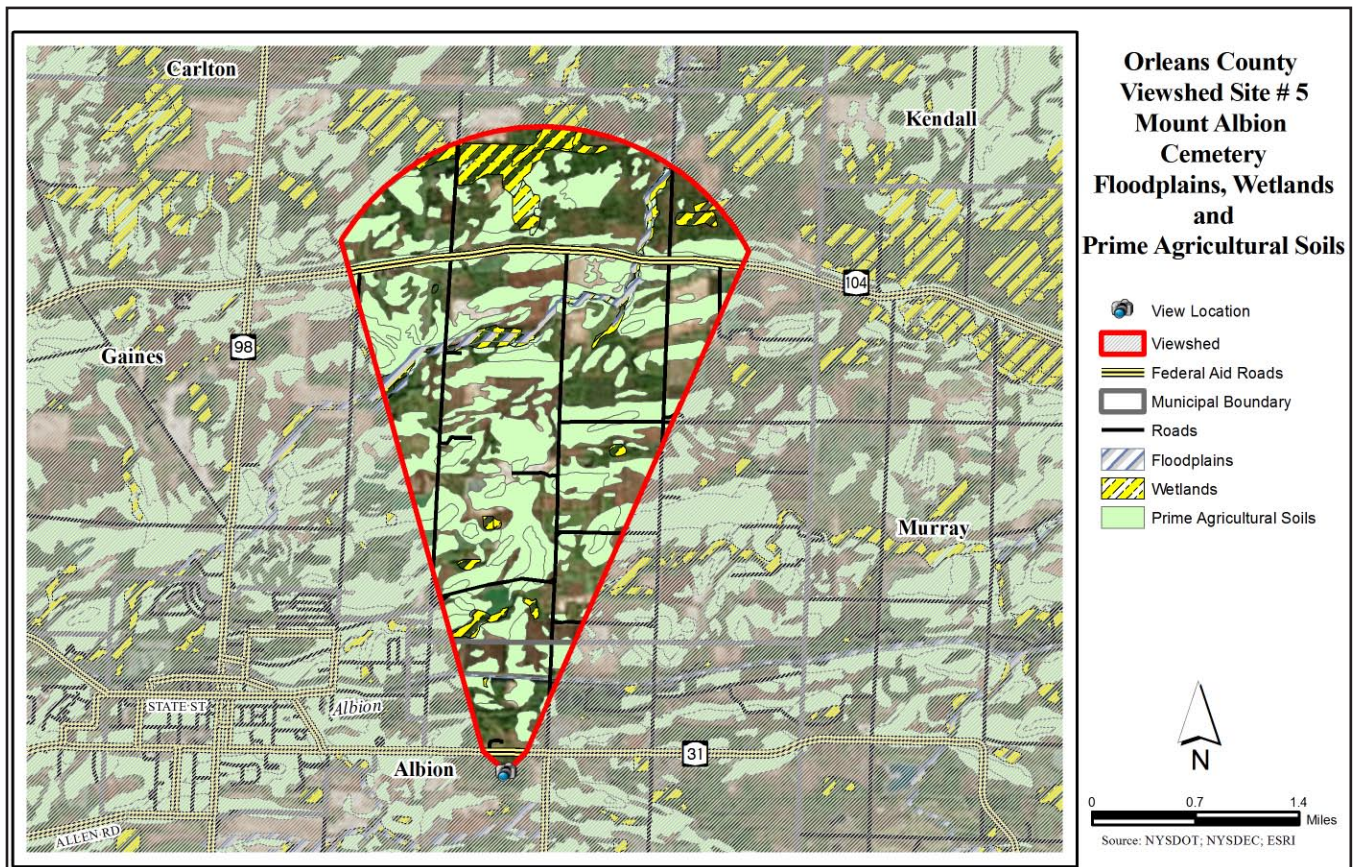 Orleans County
Viewshed Site # 5
Mount Albion
Cemetery
Floodplains, Wetlands
and
Prime Agricultural Soils
View Location
Viewshed
Federal Aid Roads
Municipal Boundary
Roads
Floodplains
Wetlands
Prime Agricultural Soils
N
0 0.7 1.4
Miles
Source: NYSDOT; NYSDEC; ESRI
Carlton
Kendall
104
98
Gaines
Murray
STATE ST
Albion
31
Albion
ALLEN RD